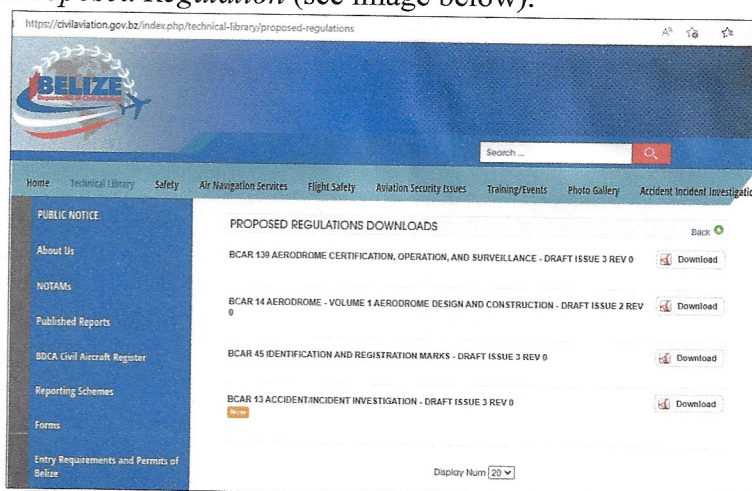 Proposed Regulation (see image below).
https://civilaviation.gov.bz/index.php/technical-library/proposed-regulations
BELIZE
Department of Civil Aviation
Search ...
Home Technical Library Safety Air Navigation Services Flight Safety Aviation Security Issues Training/Events Photo Gallery Accident Incident Investigatio
PUBLIC NOTICE
About Us
NOTAMs
Published Reports
BDCA Civil Aircraft Register
Reporting Schemes
Forms
Entry Requirements and Permits of
Belize
PROPOSED REGULATIONS DOWNLOADS
Back
BCAR 139 AERODROME CERTIFICATION, OPERATION, AND SURVEILLANCE - DRAFT ISSUE 3 REV 0
Download
BCAR 14 AERODROME - VOLUME 1 AERODROME DESIGN AND CONSTRUCTION - DRAFT ISSUE 2 REV
0
Download
BCAR 45 IDENTIFICATION AND REGISTRATION MARKS - DRAFT ISSUE 3 REV 0
Download
BCAR 13 ACCIDENT/INCIDENT INVESTIGATION - DRAFT ISSUE 3 REV 0
New
Download
Display Num 20